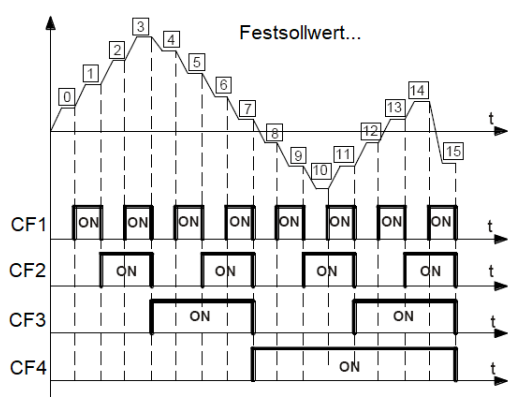 Festsollwert...
3
2
4
1
5
0
6
7
8
9
10
11
12
13
14
15
t
CF1 ON ON ON ON ON ON ON ON t
CF2 ON ON ON ON t
CF3 ON ON t
CF4 ON t